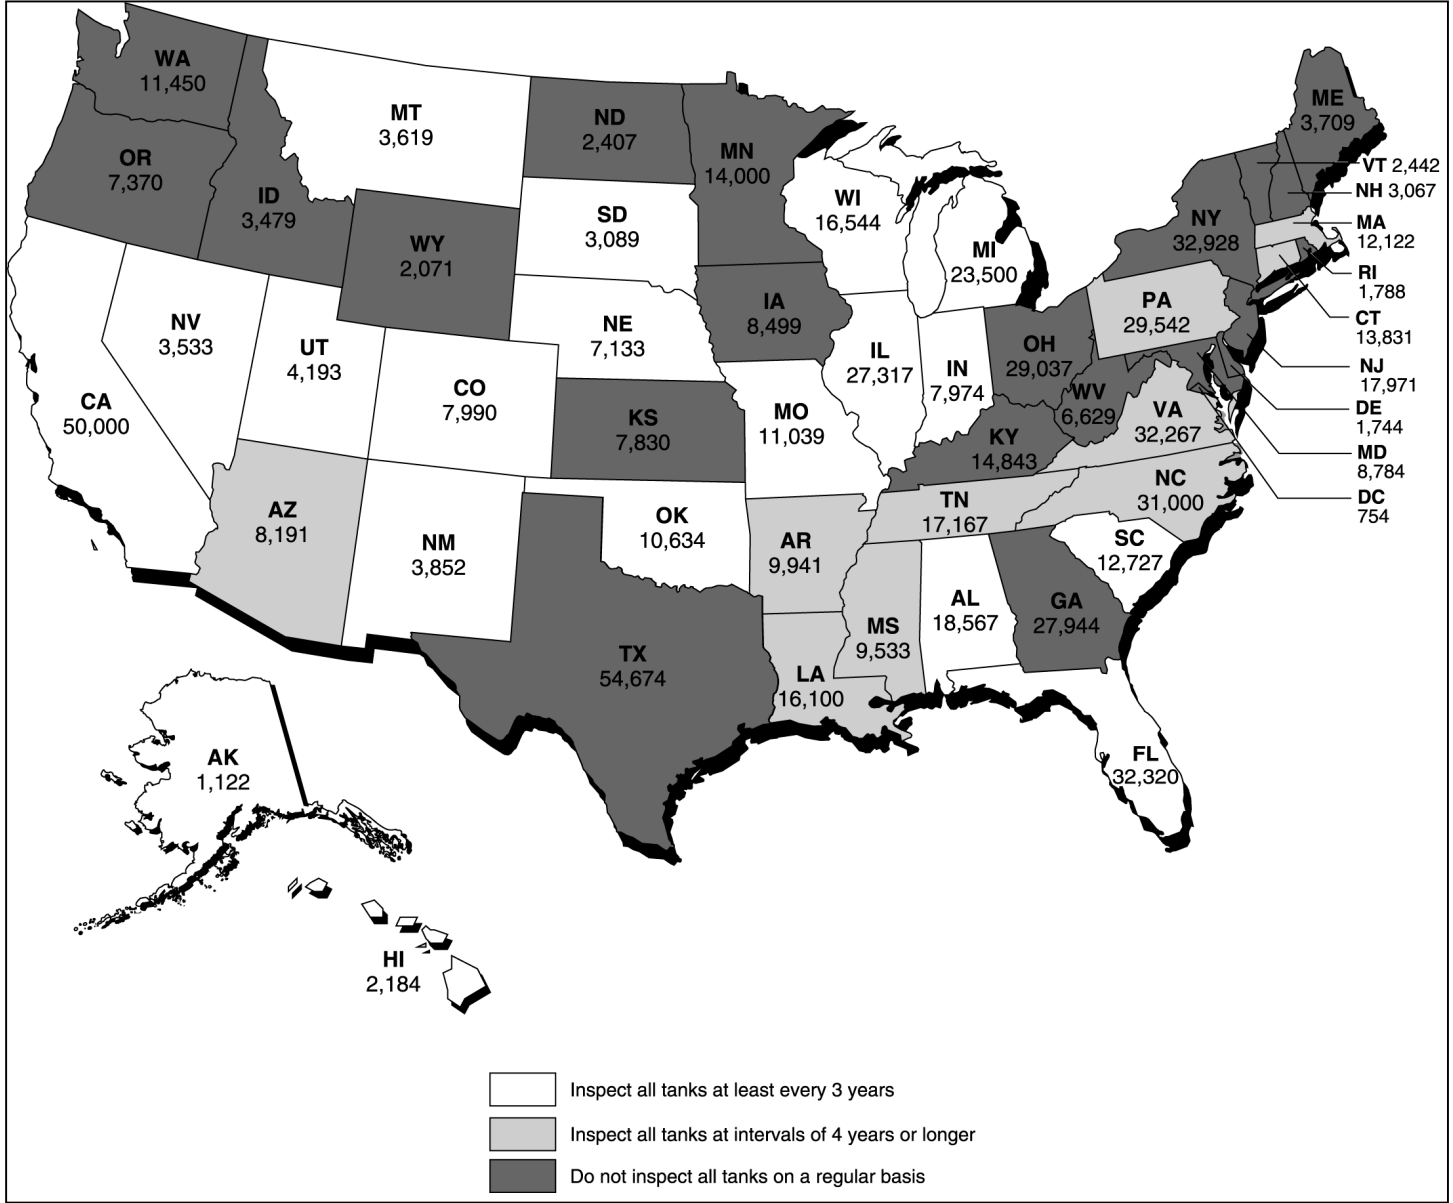 WA
11,450
MT
3,619
ND
2,407
MN
14,000
ME
3,709
VT 2,442
NH 3,067
OR
7,370
ID
3,479
WY
2,071
SD
3,089
WI
16,544
MI
23,500
NY
32,928
MA
12,122
RI
1,788
CT
13,831
NJ
17,971
DE
1,744
MD
8,784
DC
754
NV
3,533
UT
4,193
CO
7,990
NE
7,133
IA
8,499
IL
27,317
IN
7,974
OH
29,037
PA
29,542
CA
50,000
KS
7,830
MO
11,039
KY
14,843
WV
6,629
VA
32,267
AZ
8,191
NM
3,852
OK
10,634
AR
9,941
TN
17,167
NC
31,000
SC
12,727
TX
54,674
LA
16,100
MS
9,533
AL
18,567
GA
27,944
FL
32,320
AK
1,122
HI
2,184
Inspect all tanks at least every 3 years
Inspect all tanks at intervals of 4 years or longer
Do not inspect all tanks on a regular basis